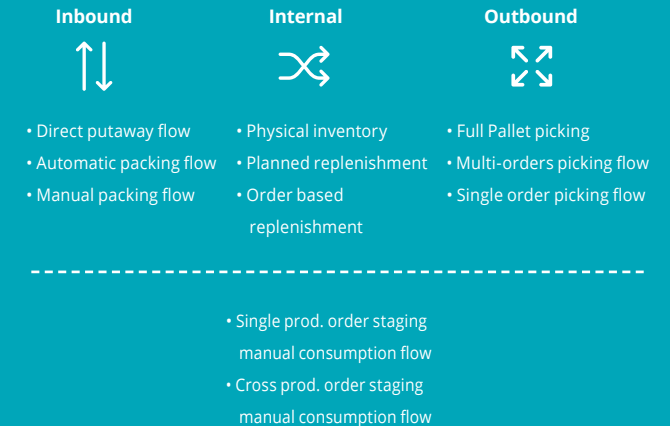 Inbound
• Direct putaway flow
• Automatic packing flow
• Manual packing flow
Internal
• Physical inventory
• Planned replenishment
• Order based
replenishment
Outbound
• Full Pallet picking
• Multi-orders picking flow
• Single order picking flow
• Single prod. order staging
manual consumption flow
• Cross prod. order staging
manual consumption flow